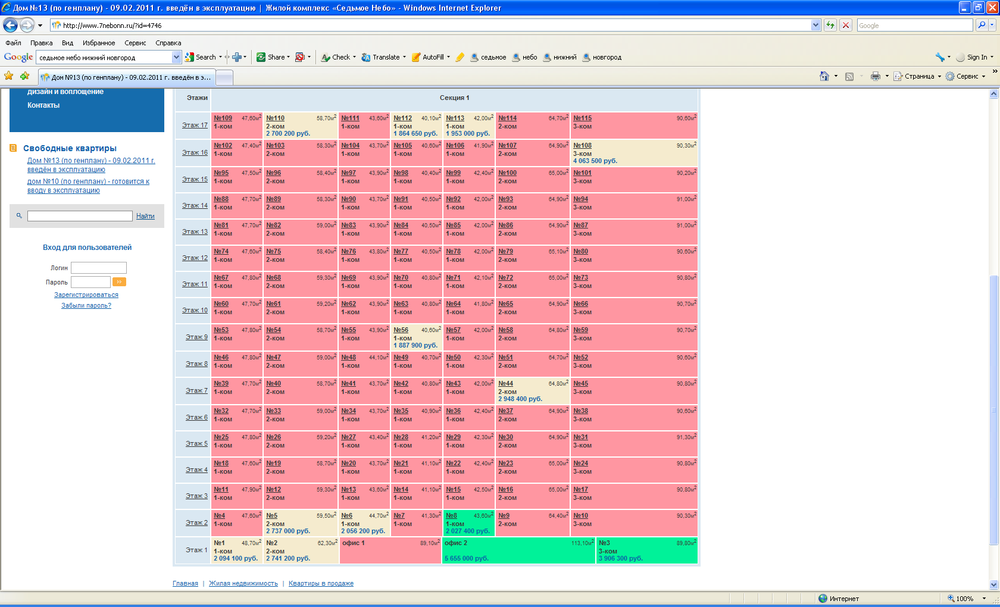 Дом №13 (по генплану) - 09.02.2011 г. введён в эксплуатацию | Жилой комплекс «Седьмое Небо» - Windows Internet Explorer
http://www.7nebonn.ru/?id=4746
Google
Файл Правка Вид Избранное Сервис Справка
Google седьмое небо нижний новгород Search Share Check Translate AutoFill седьмое небо нижний новгород Sign In
Дом №13 (по генплану) - 09.02.2011 г. введён в э... Страница Сервис
дизайн и воплощение
Контакты
Свободные квартиры
Дом №13 (по генплану) - 09.02.2011 г.
введён в эксплуатацию
дом №10 (по генплану) - готовится к
вводу в эксплуатацию
Найти
Вход для пользователей
Логин
Пароль
Зарегистрироваться
Забыли пароль?
Этажи Секция 1
Этаж 17
№109 47,60м²
1-ком
№110 58,70м²
2-ком
2 700 200 руб.
№111 43,60м²
1-ком
№112 40,10м²
1-ком
1 864 650 руб.
№113 42,00м²
1-ком
1 953 000 руб.
№114 64,70м²
2-ком
№115 90,60м²
3-ком
Этаж 16
№102 47,40м²
1-ком
№103 58,30м²
2-ком
№104 43,70м²
1-ком
№105 40,60м²
1-ком
№106 41,90м²
1-ком
№107 64,90м²
2-ком
№108 90,30м²
3-ком
4 063 500 руб.
Этаж 15
№95 47,50м²
1-ком
№96 58,40м²
2-ком
№97 43,90м²
1-ком
№98 40,40м²
1-ком
№99 42,40м²
1-ком
№100 65,00м²
2-ком
№101 90,20м²
3-ком
Этаж 14
№88 47,70м²
1-ком
№89 58,30м²
2-ком
№90 43,70м²
1-ком
№91 40,50м²
1-ком
№92 42,00м²
1-ком
№93 64,90м²
2-ком
№94 91,00м²
3-ком
Этаж 13
№81 47,70м²
1-ком
№82 59,00м²
2-ком
№83 43,90м²
1-ком
№84 40,50м²
1-ком
№85 42,00м²
1-ком
№86 64,90м²
2-ком
№87 91,00м²
3-ком
Этаж 12
№74 47,60м²
1-ком
№75 58,40м²
2-ком
№76 43,80м²
1-ком
№77 40,50м²
1-ком
№78 42,00м²
1-ком
№79 65,10м²
2-ком
№80 90,60м²
3-ком
Этаж 11
№67 47,80м²
1-ком
№68 59,30м²
2-ком
№69 43,90м²
1-ком
№70 40,80м²
1-ком
№71 42,10м²
1-ком
№72 65,00м²
2-ком
№73 90,80м²
3-ком
Этаж 10
№60 47,70м²
1-ком
№61 59,20м²
2-ком
№62 43,90м²
1-ком
№63 40,80м²
1-ком
№64 41,80м²
1-ком
№65 64,90м²
2-ком
№66 90,70м²
3-ком
Этаж 9
№53 47,80м²
1-ком
№54 58,70м²
2-ком
№55 43,90м²
1-ком
№56 40,60м²
1-ком
1 887 900 руб.
№57 42,00м²
1-ком
№58 64,80м²
2-ком
№59 90,70м²
3-ком
Этаж 8
№46 47,80м²
1-ком
№47 59,00м²
2-ком
№48 44,10м²
1-ком
№49 40,70м²
1-ком
№50 42,30м²
1-ком
№51 64,70м²
2-ком
№52 90,60м²
3-ком
Этаж 7
№39 47,70м²
1-ком
№40 58,70м²
2-ком
№41 43,70м²
1-ком
№42 40,80м²
1-ком
№43 42,00м²
1-ком
№44 64,80м²
2-ком
2 948 400 руб.
№45 90,80м²
3-ком
Этаж 6
№32 47,70м²
1-ком
№33 59,00м²
2-ком
№34 43,70м²
1-ком
№35 40,90м²
1-ком
№36 42,40м²
1-ком
№37 64,90м²
2-ком
№38 90,60м²
3-ком
Этаж 5
№25 47,80м²
1-ком
№26 59,20м²
2-ком
№27 43,40м²
1-ком
№28 41,20м²
1-ком
№29 42,30м²
1-ком
№30 64,90м²
2-ком
№31 91,30м²
3-ком
Этаж 4
№18 47,60м²
1-ком
№19 58,70м²
2-ком
№20 43,70м²
1-ком
№21 41,10м²
1-ком
№22 42,40м²
1-ком
№23 65,00м²
2-ком
№24 90,80м²
3-ком
Этаж 3
№11 47,90м²
1-ком
№12 59,30м²
2-ком
№13 43,60м²
1-ком
№14 41,10м²
1-ком
№15 42,50м²
1-ком
№16 65,00м²
2-ком
№17 90,80м²
3-ком
Этаж 2
№4 47,60м²
1-ком
№5 59,50м²
2-ком
2 737 000 руб.
№6 44,70м²
1-ком
2 056 200 руб.
№7 41,30м²
1-ком
№8 43,60м²
1-ком
2 027 400 руб.
№9 64,40м²
2-ком
№10 90,30м²
3-ком
Этаж 1
№1 48,70м²
1-ком
2 094 100 руб.
№2 62,30м²
2-ком
2 741 200 руб.
офис 1 89,10м²
офис 2 113,10м²
5 655 000 руб.
№3 89,80м²
3-ком
3 906 300 руб.
Главная | Жилая недвижимость | Квартиры в продаже
Интернет 100%